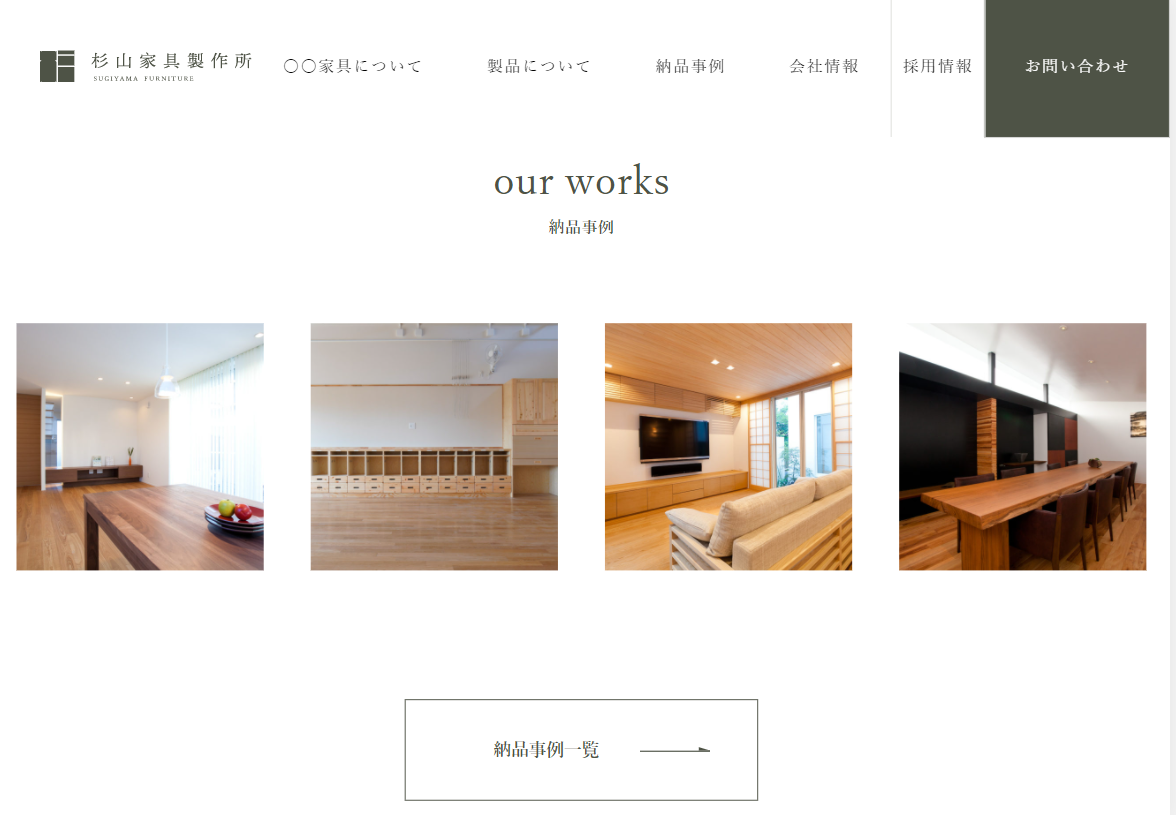 杉山家具製作所
SUGIYAMA FURNITURE
〇〇家具について
製品について
納品事例
会社情報
採用情報
お問い合わせ
our works
納品事例
納品事例一覧